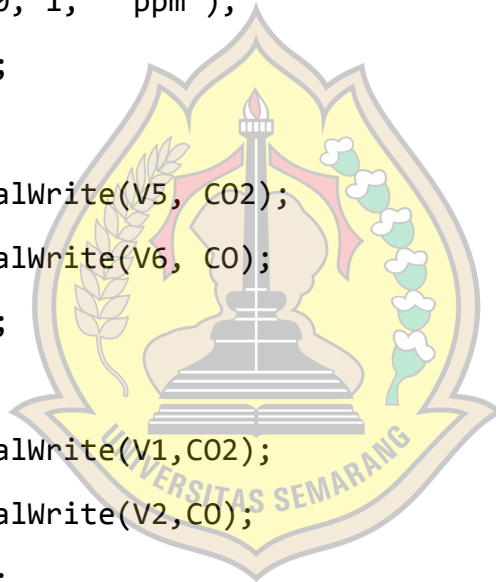 0, 1, " ppm");
;
alWrite(V5, CO2);
alWrite(V6, CO);
;
alWrite(V1,CO2);
alWrite(V2,CO);
;
UNIVERSITAS SEMARANG